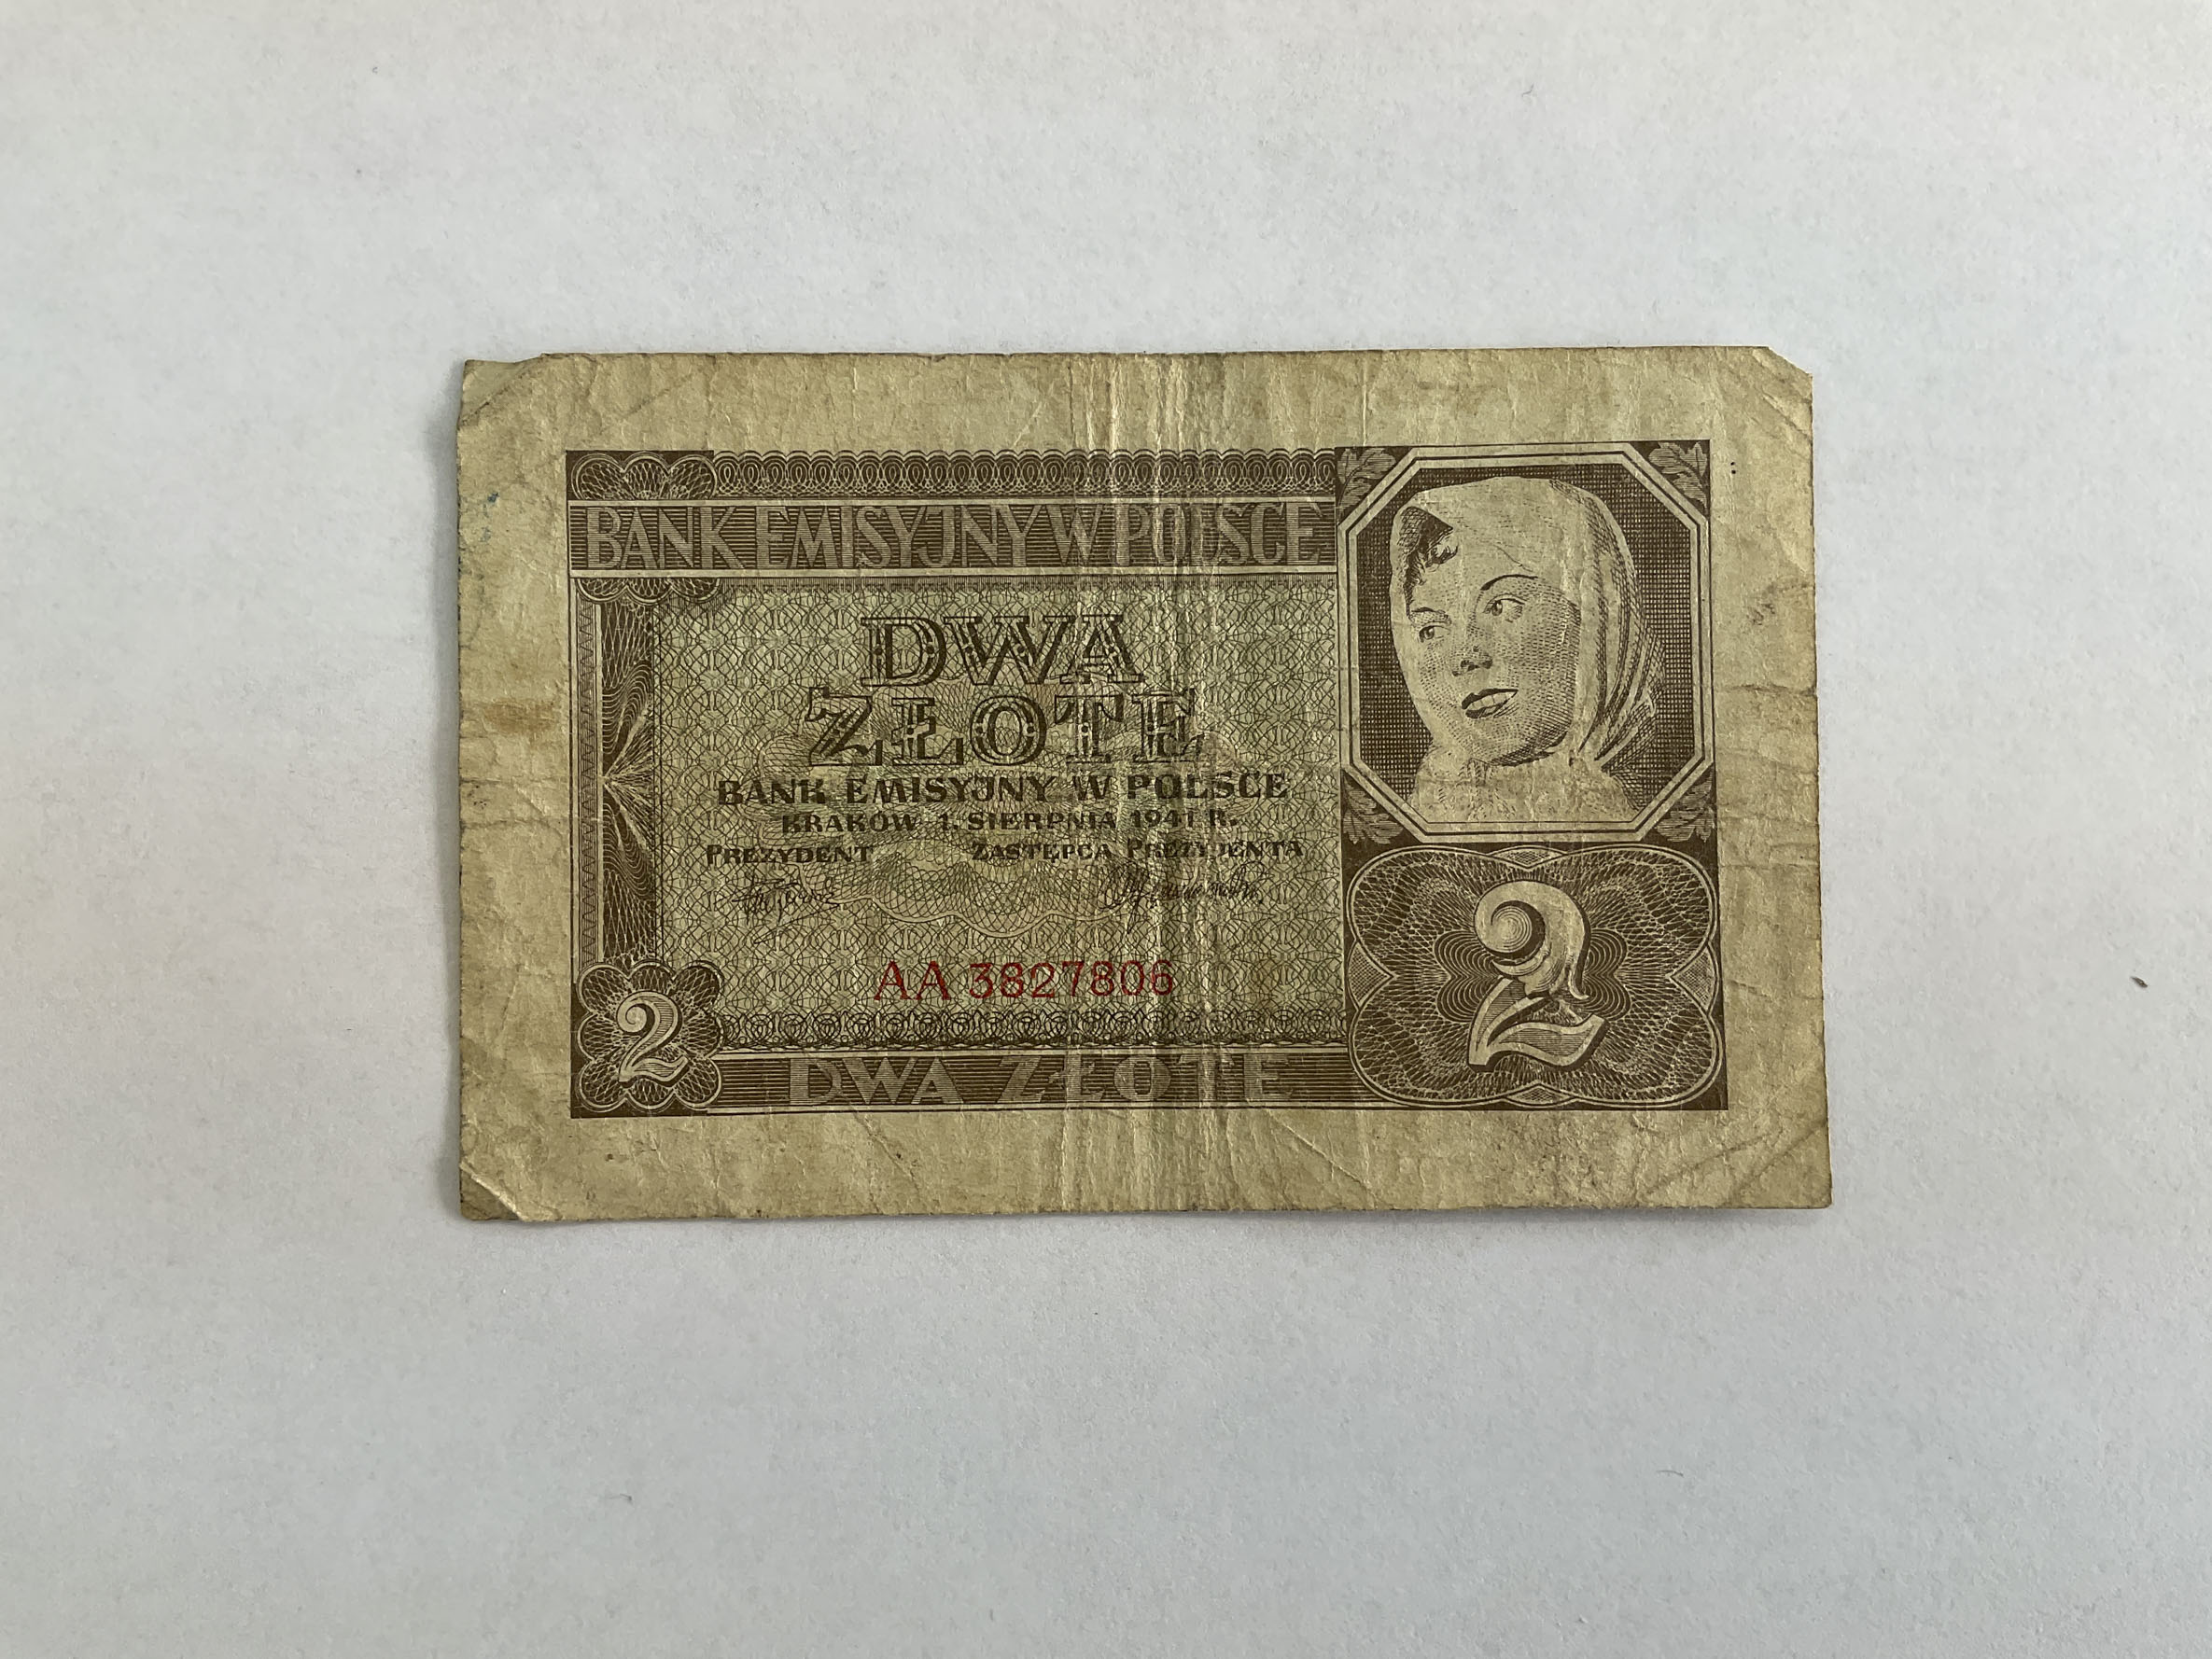 BANK EMISYJNY W POLSCE
DWA
ZŁOTE
BANK EMISYJNY W POLSCE
KRAKÓW 1. SIERPNIA 1941 R.
PREZYDENT ZASTĘPCA PREZYDENTA
AA 3827806
2
DWA ZŁOTE
2